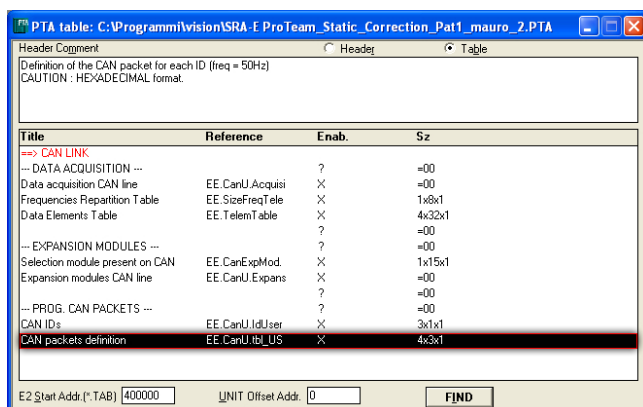 PTA table: C:\Programmi\vision\SRA-E ProTeam_Static_Correction_Pat1_mauro_2.PTA
Header Comment Header Table
Definition of the CAN packet for each ID (freq = 50Hz)
CAUTION : HEXADECIMAL format.
Title Reference Enab. Sz
==> CAN LINK
--- DATA ACQUISITION --- ? =00
Data acquisition CAN line EE.CanU.Acquisi X =00
Frequencies Repartition Table EE.SizeFreqTele X 1x8x1
Data Elements Table EE.TelemTable X 4x32x1
? =00
--- EXPANSION MODULES --- ? =00
Selection module present on CAN EE.CanExpMod. X 1x15x1
Expansion modules CAN line EE.CanU.Expans X =00
? =00
--- PROG. CAN PACKETS --- ? =00
CAN IDs EE.CanU.IdUser X 3x1x1
CAN packets definition EE.CanU.tbl_US X 4x3x1
E2 Start Addr.(*.TAB) 400000 UNIT Offset Addr. 0 FIND